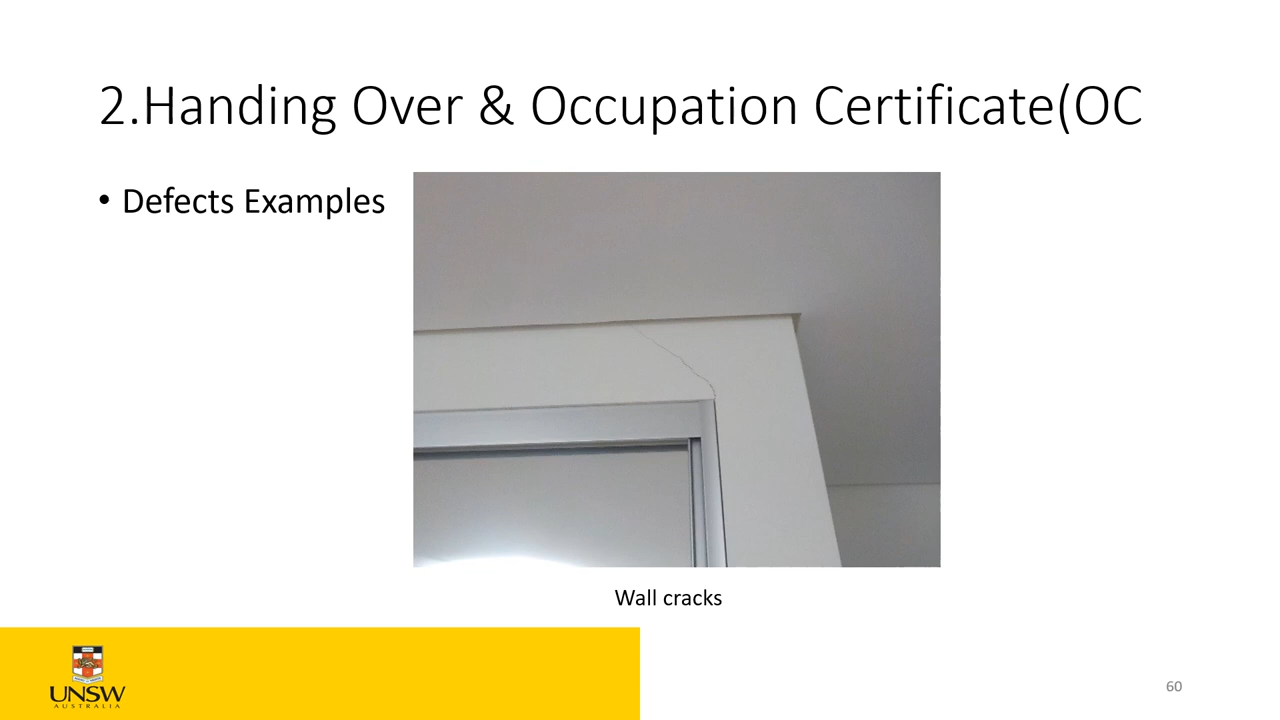 2.Handing Over & Occupation Certificate(OC
• Defects Examples
Wall cracks
UNSW
AUSTRALIA
60